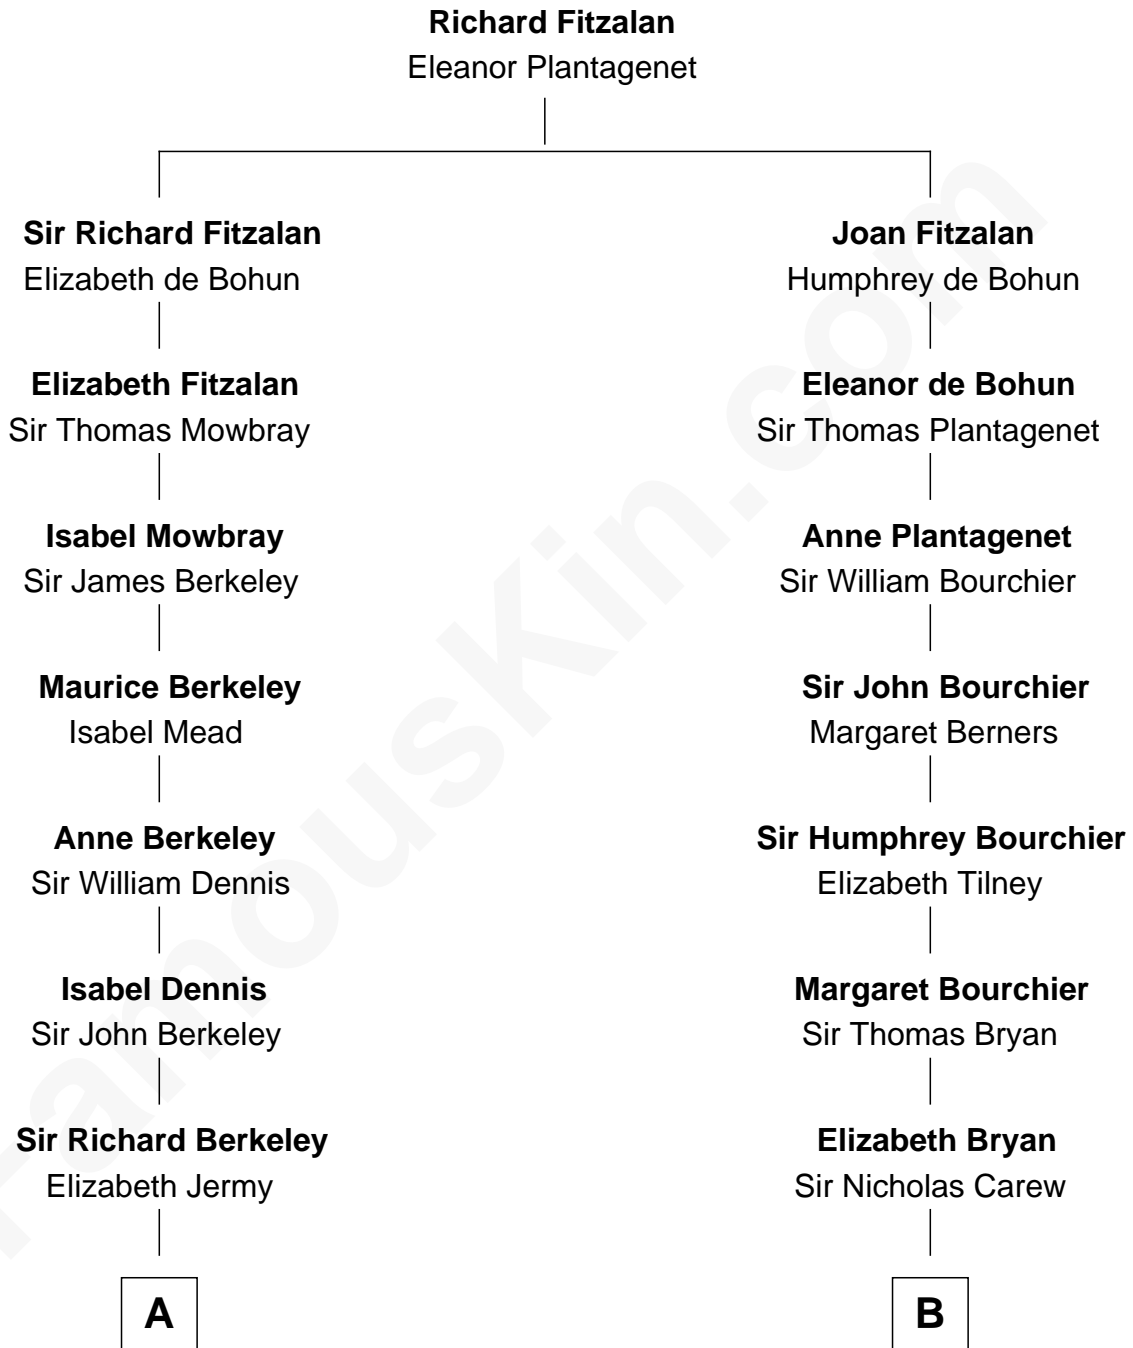 Richard Fitzalan
Eleanor Plantagenet
Sir Richard Fitzalan
Elizabeth de Bohun
Elizabeth Fitzalan
Sir Thomas Mowbray
Isabel Mowbray
Sir James Berkeley
Maurice Berkeley
Isabel Mead
Anne Berkeley
Sir William Dennis
Isabel Dennis
Sir John Berkeley
Sir Richard Berkeley
Elizabeth Jermy
A
Joan Fitzalan
Humphrey de Bohun
Eleanor de Bohun
Sir Thomas Plantagenet
Anne Plantagenet
Sir William Bourchier
Sir John Bourchier
Margaret Berners
Sir Humphrey Bourchier
Elizabeth Tilney
Margaret Bourchier
Sir Thomas Bryan
Elizabeth Bryan
Sir Nicholas Carew
B
FamousKin.com